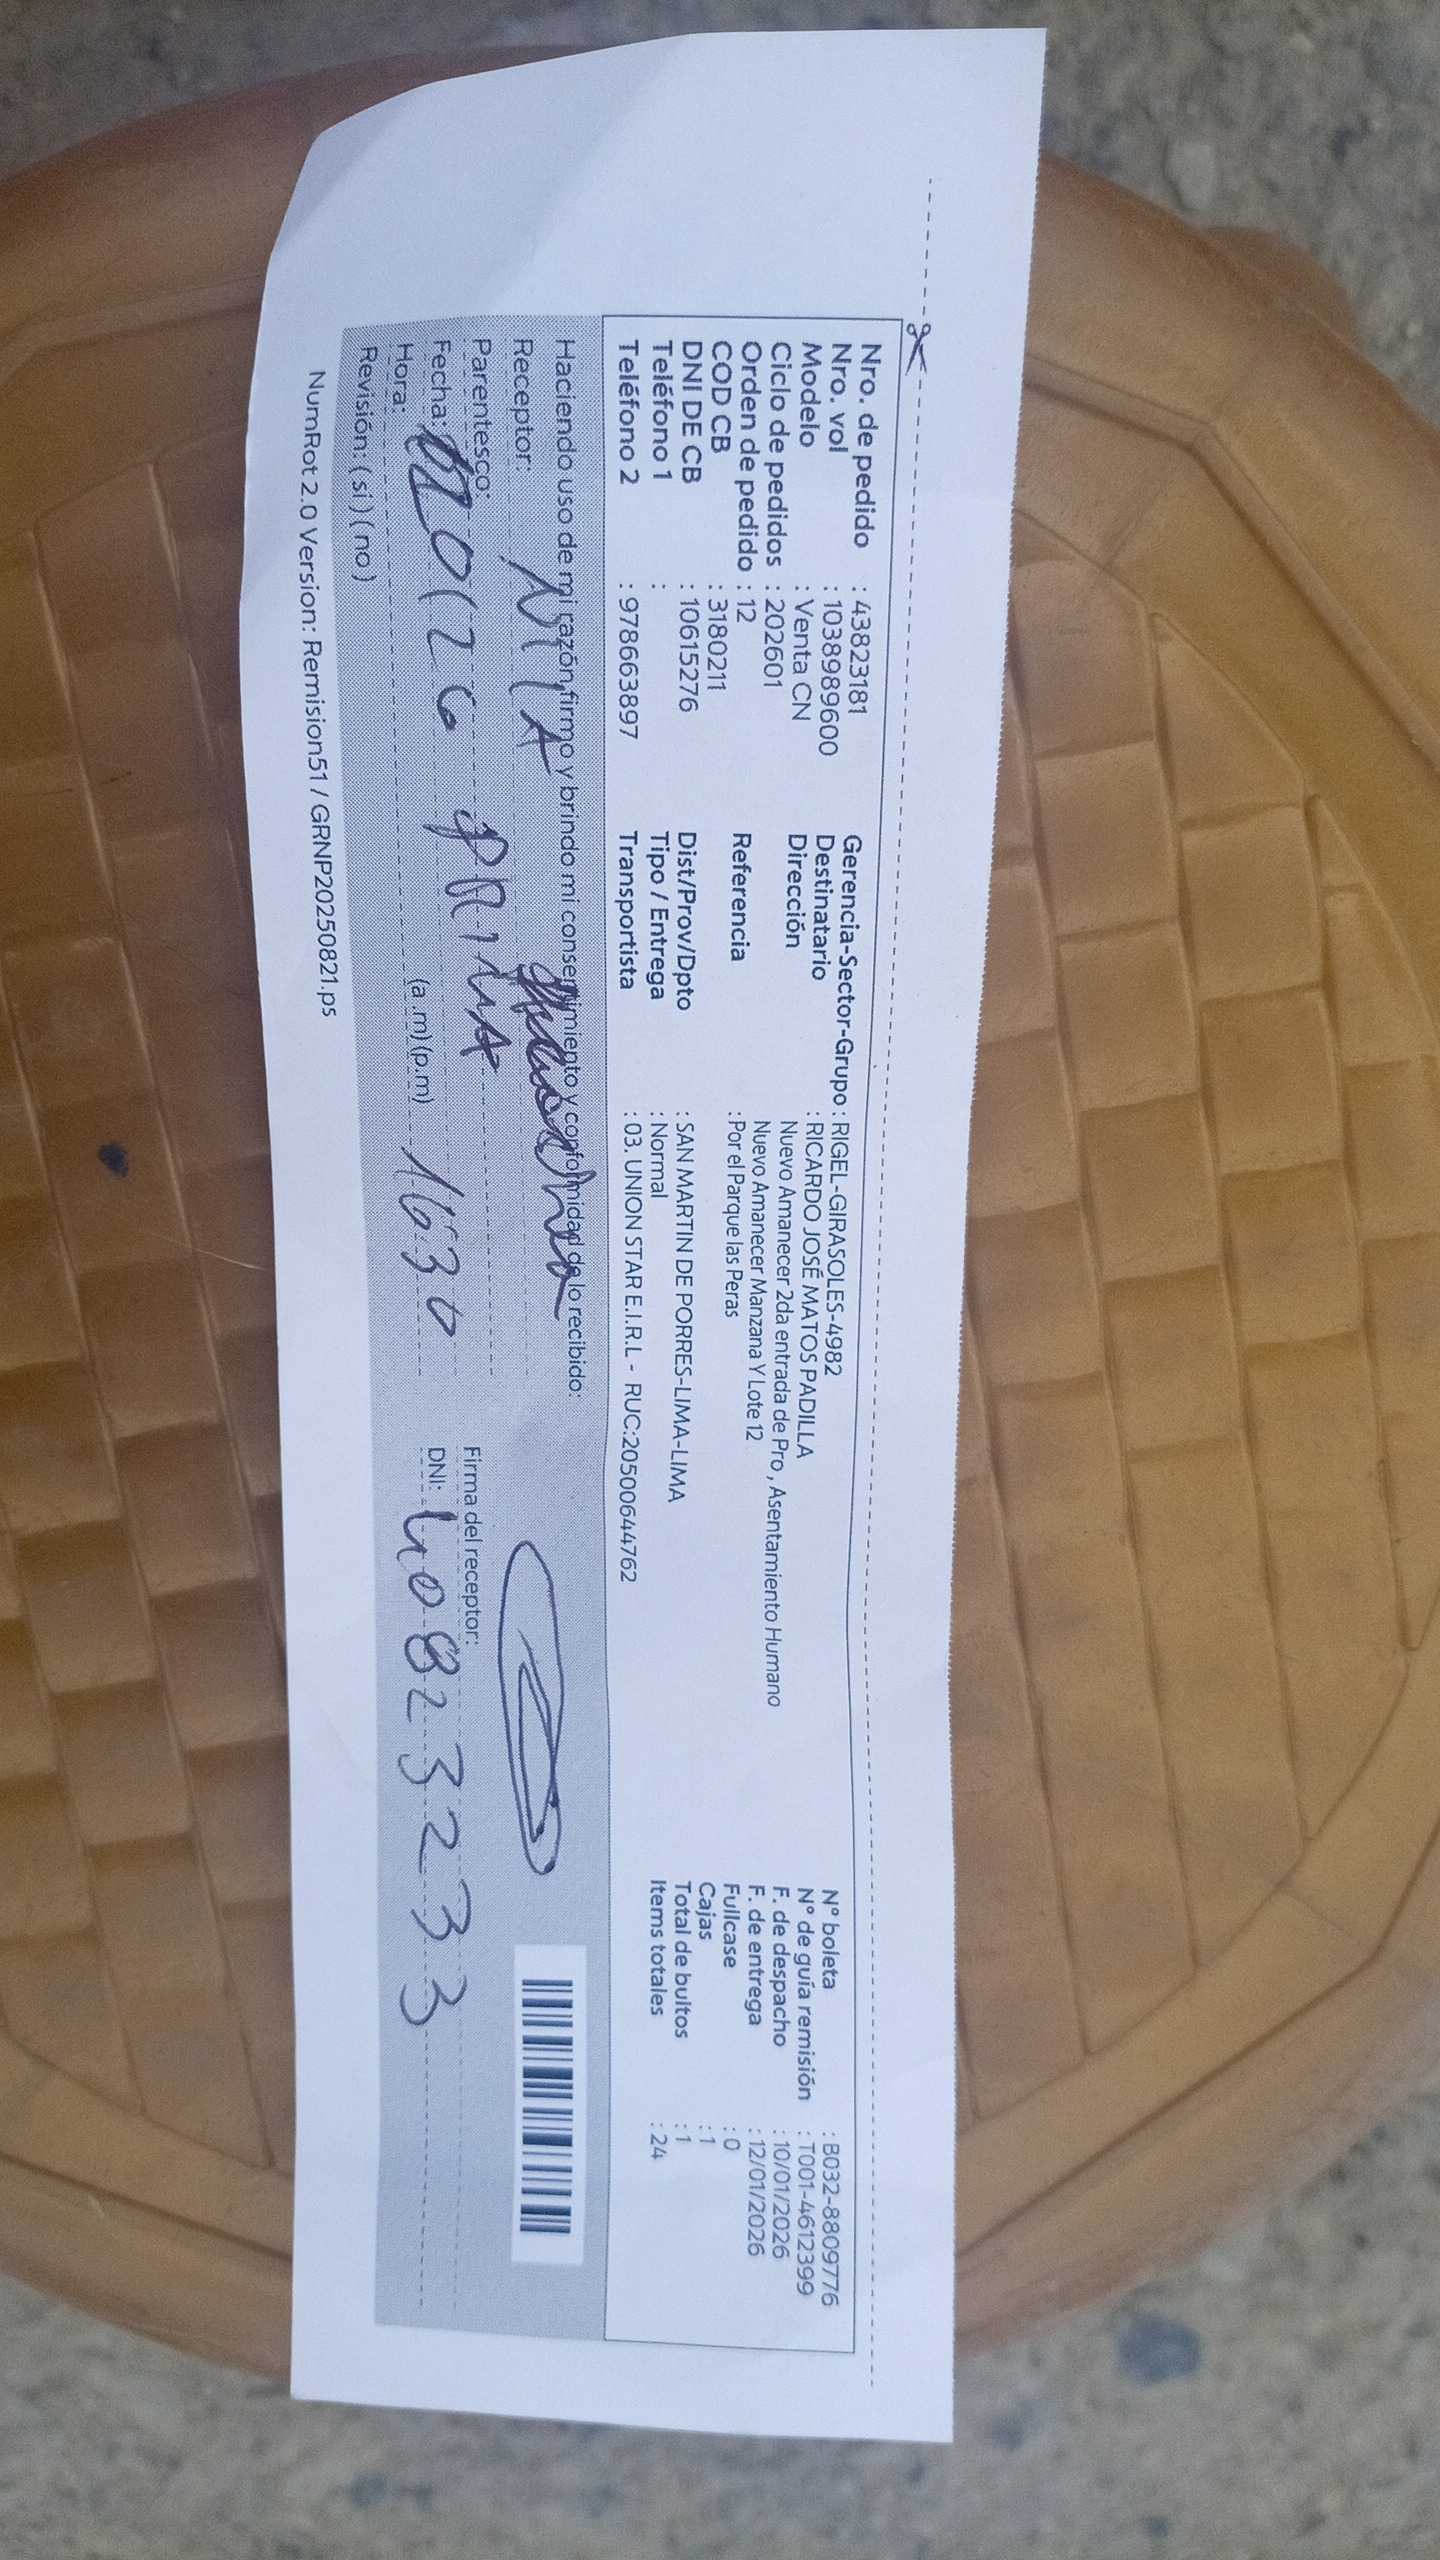 Nro. de pedido : 43823181
Nro. vol : 1038989600
Modelo : Venta CN
Ciclo de pedidos : 202601
Orden de pedido : 12
COD CB : 3180211
DNI DE CB : 10615276
Teléfono 1 :
Teléfono 2 : 978663897
Gerencia-Sector-Grupo : RIGEL-GIRASOLES-4982
Destinatario : RICARDO JOSÉ MATOS PADILLA
Dirección Nuevo Amanecer 2da entrada de Pro , Asentamiento Humano
Nuevo Amanecer Manzana Y Lote 12
Referencia : Por el Parque las Peras
Dist/Prov/Dpto : SAN MARTIN DE PORRES-LIMA-LIMA
Tipo / Entrega : Normal
Transportista : 03. UNION STAR E.I.R.L - RUC:20500644762
N° boleta : B032-8809776
N° de guía remisión : T001-4612399
F. de despacho : 10/01/2026
F. de entrega : 12/01/2026
Fullcase : 0
Cajas : 1
Total de bultos : 1
Items totales : 24
Haciendo uso de mi razón, firmo y brindo mi consentimiento y conformidad de lo recibido:
Receptor:
Parentesco:
Fecha:
Hora: (a.m) (p.m) 1630
Revisión: ( si ) ( no )
Firma del receptor:
DNI: 40823233
NumRot 2.0 Version: Remision51 / GRNP20250821.ps